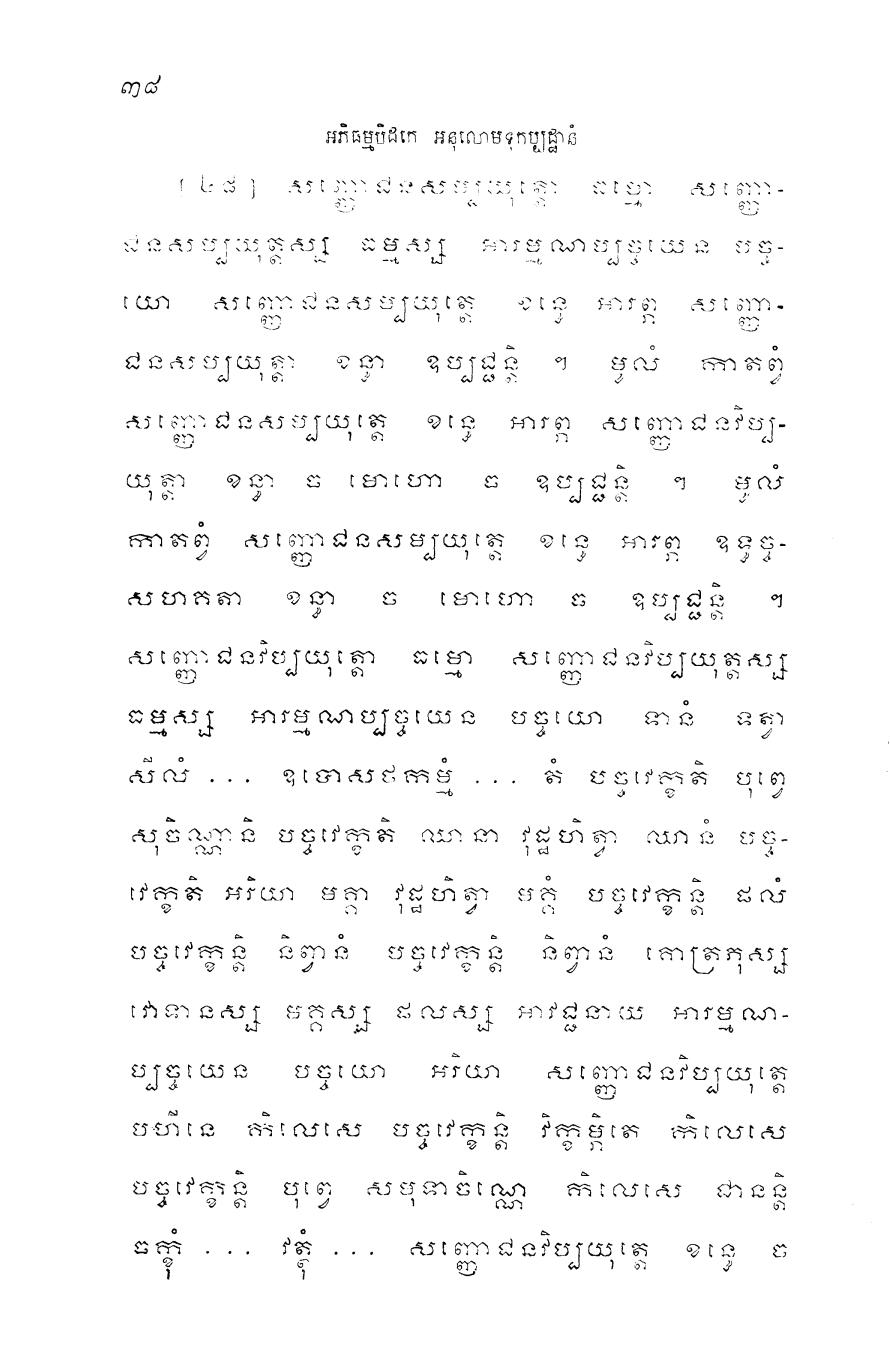 ៣៨
អភិធម្មបិដកេ អនុលោមទុកប្បដ្ឋានំ
[៤៨] សញ្ញោជនសម្បយុត្តោ ធម្មោ សញ្ញោ-
ជនសម្បយុត្តស្ស ធម្មស្ស អារម្មណប្បច្ចយេន បច្ច-
យោ សញ្ញោជនសម្បយុត្តេ ខន្ធេ អារព្ភ សញ្ញោ-
ជនសម្បយុត្តា ខន្ធា ឧប្បជ្ជន្តិ ។ មូលំ កាតព្វំ
សញ្ញោជនសម្បយុត្តេ ខន្ធេ អារព្ភ សញ្ញោជនវិប្ប-
យុត្តា ខន្ធា ច មោហោ ច ឧប្បជ្ជន្តិ ។ មូលំ
កាតព្វំ សញ្ញោជនសម្បយុត្តេ ខន្ធេ អារព្ភ ឧទ្ធច្ច-
សហគតា ខន្ធា ច មោហោ ច ឧប្បជ្ជន្តិ ។
សញ្ញោជនវិប្បយុត្តោ ធម្មោ សញ្ញោជនវិប្បយុត្តស្ស
ធម្មស្ស អារម្មណប្បច្ចយេន បច្ចយោ ទានំ ទត្វា
សីលំ ... ឧបោសថកម្មំ ... តំ បច្ចវេក្ខតិ បុព្វេ
សុចិណ្ណានិ បច្ចវេក្ខតិ ឈានា វុដ្ឋហិត្វា ឈានំ បច្ច-
វេក្ខតិ អរិយា មគ្គា វុដ្ឋហិត្វា មគ្គំ បច្ចវេក្ខន្តិ ផលំ
បច្ចវេក្ខន្តិ និព្វានំ បច្ចវេក្ខន្តិ និព្វានំ គោត្រភុស្ស
វោទានស្ស មគ្គស្ស ផលស្ស អាវជ្ជនាយ អារម្មណ-
ប្បច្ចយេន បច្ចយោ អរិយា សញ្ញោជនវិប្បយុត្តេ
បហីនេ កិលេសេ បច្ចវេក្ខន្តិ វិក្ខម្ភិតេ កិលេសេ
បច្ចវេក្ខន្តិ បុព្វេ សមុទាចិណ្ណេ កិលេសេ ជានន្តិ
ចក្ខុំ ... វត្ថុំ ... សញ្ញោជនវិប្បយុត្តេ ខន្ធេ ច